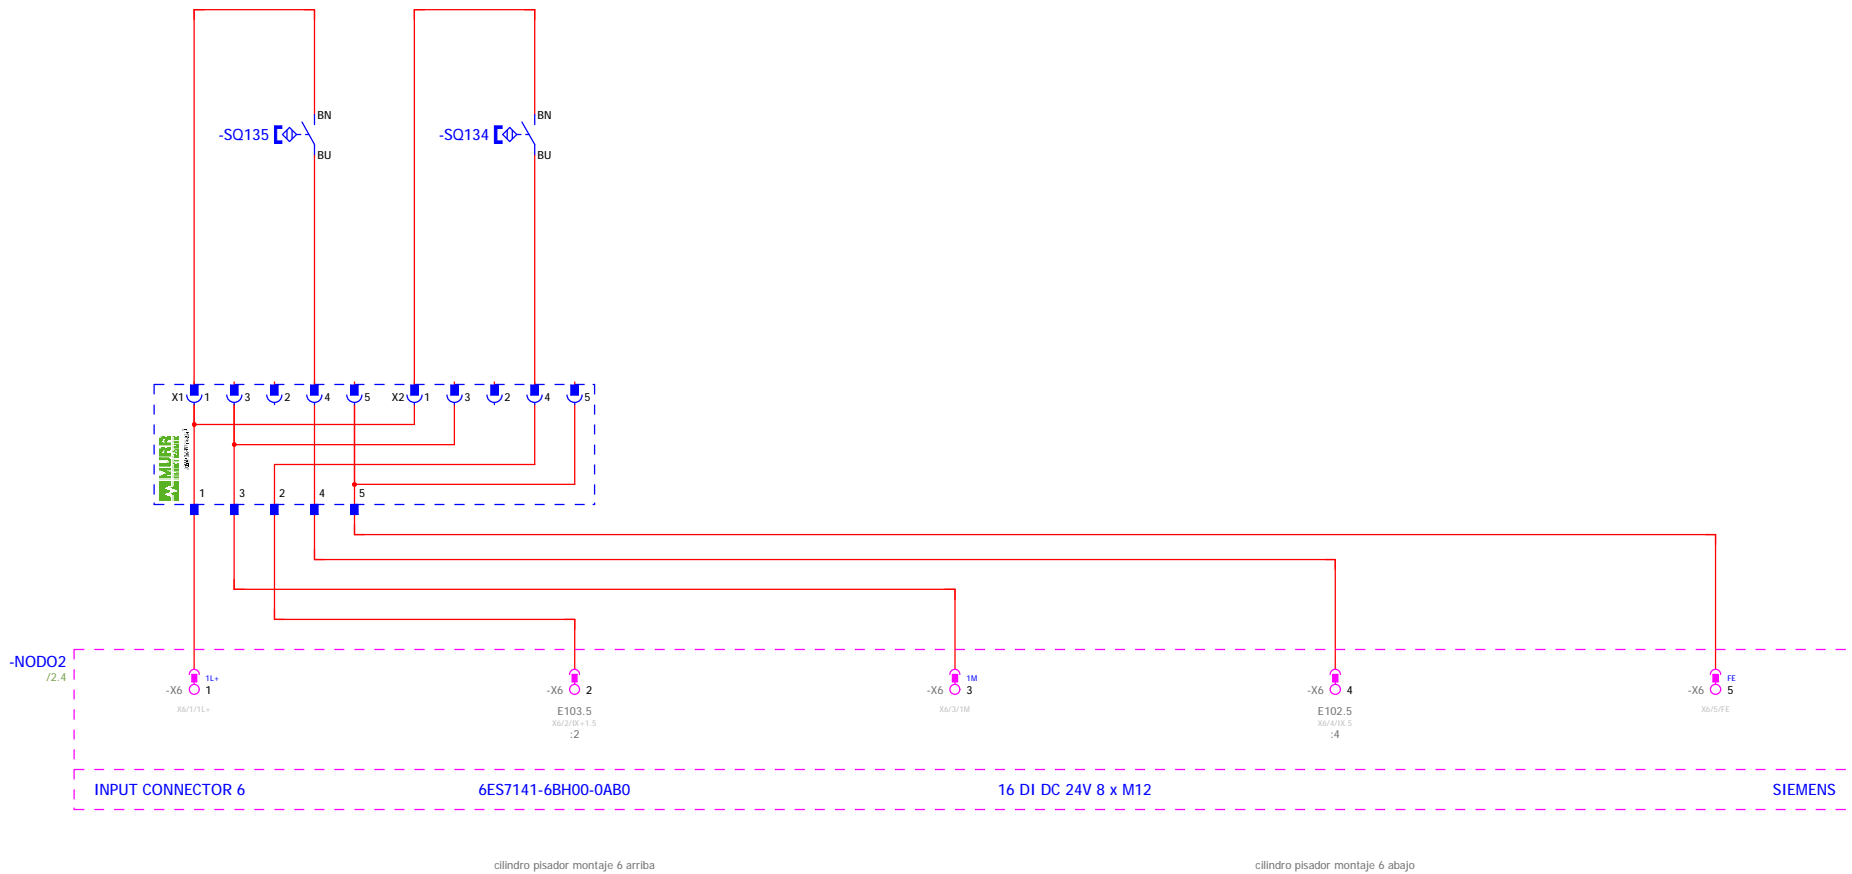 BN
BN
-SQ135
-SQ134
BU
BU
X1 1 3 2 4 5 X2 1 3 2 4 5
MURR
1 3 2 4 5
-NODO2
/2.4
1L+
1M
FE
-X6 1
-X6 2
-X6 3
-X6 4
-X6 5
X6/1/1L+
E103.5
X6/3/1M
E102.5
X6/5/FE
X6/2/IX+1.5
X6/4/IX.5
:2
:4
INPUT CONNECTOR 6
6ES7141-6BH00-0AB0
16 DI DC 24V 8 x M12
SIEMENS
cilindro pisador montaje 6 arriba
cilindro pisador montaje 6 abajo